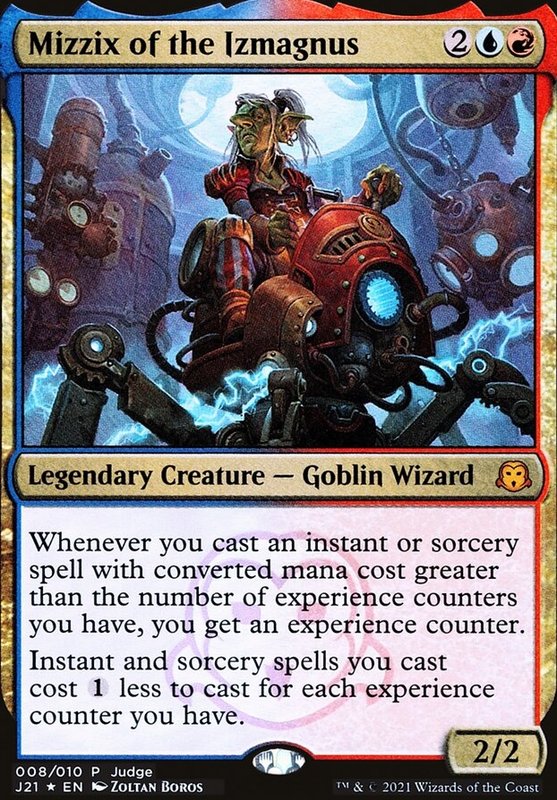 Mizzix of the Izmagnus 2
Legendary Creature — Goblin Wizard
Whenever you cast an instant or sorcery
spell with converted mana cost greater
than the number of experience counters
you have, you get an experience counter.
Instant and sorcery spells you cast
cost 1 less to cast for each experience
counter you have.
2/2
008/010 P Judge
J21 ★ EN Zoltan Boros
™ & © 2021 Wizards of the Coast